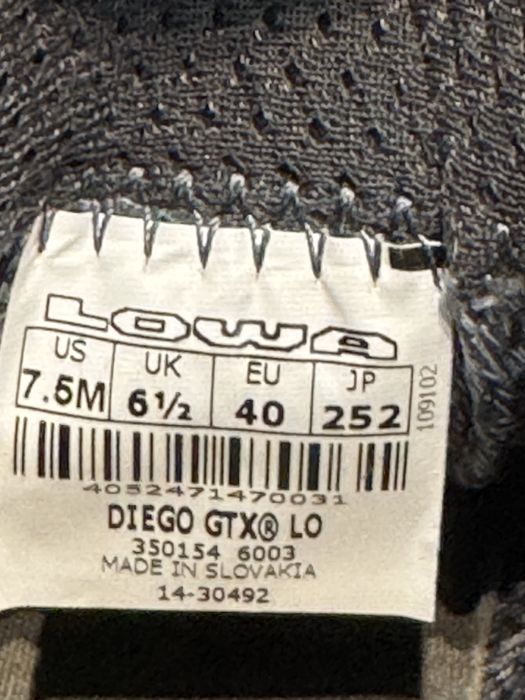 LOWA
US UK EU JP
7.5M 6½ 40 252
109102
4052471470031
DIEGO GTX® LO
350154 6003
MADE IN SLOVAKIA
14-30492